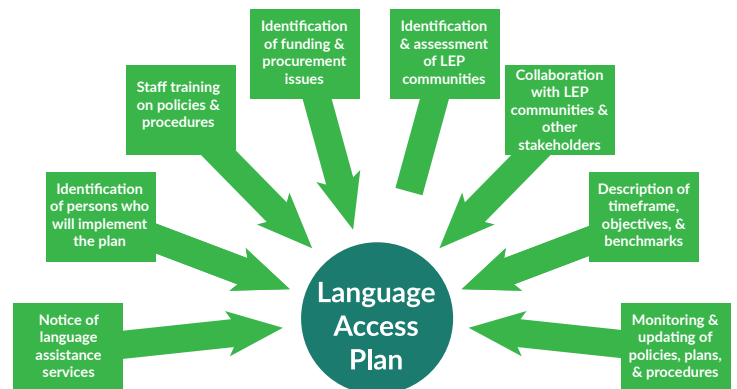 Identification
of funding &
procurement
issues
Identification
& assessment
of LEP
communities
Staff training
on policies &
procedures
Collaboration
with LEP
communities &
other
stakeholders
Identification
of persons who
will implement
the plan
Description of
timeframe,
objectives, &
benchmarks
Notice of
language
assistance
services
Language
Access
Plan
Monitoring &
updating of
policies, plans,
& procedures